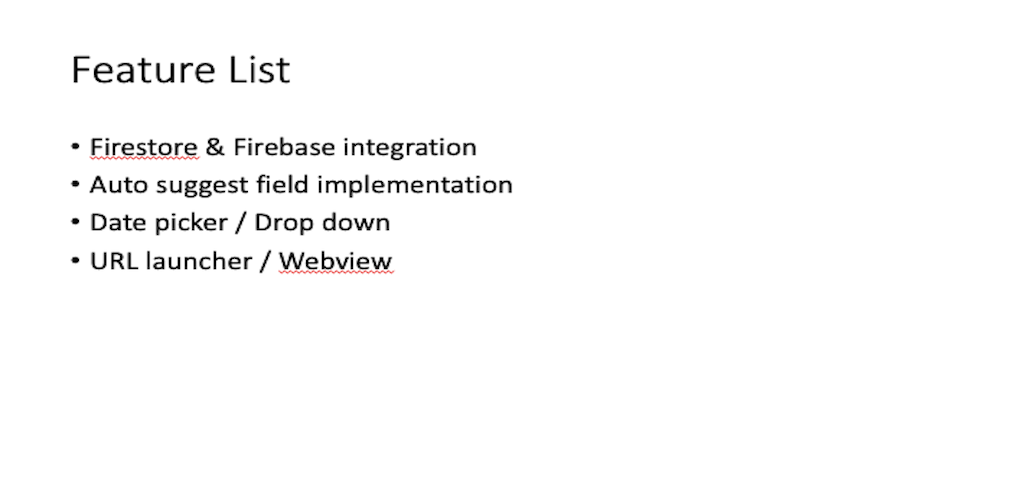 Feature List
• Firestore & Firebase integration
• Auto suggest field implementation
• Date picker / Drop down
• URL launcher / Webview